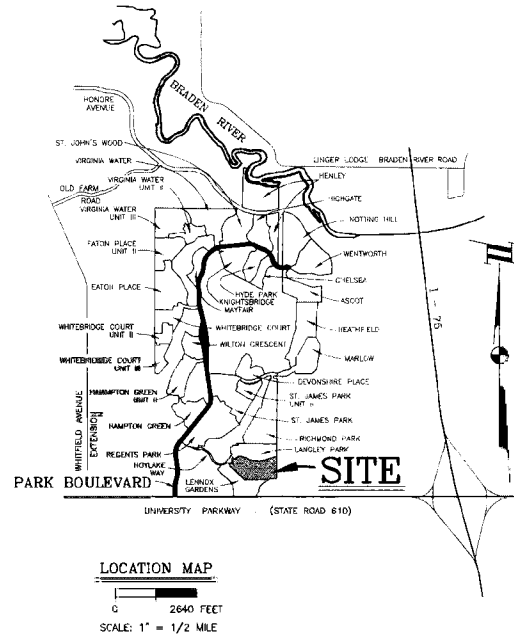 HONORE
AVENUE
BRADEN RIVER
ST. JOHN'S WOOD
VIRGINIA WATER
VIRGINIA WATER
UNIT II
OLD FARM
ROAD
VIRGINIA WATER
UNIT III
LINGER LODGE BRADEN RIVER ROAD
HENLEY
HIGHGATE
NOTTING HILL
EATON PLACE
UNIT II
WENTWORTH
CHELSEA
EATON PLACE
HYDE PARK
KNIGHTSBRIDGE
MAYFAIR
ASCOT
I - 75
WHITEBRIDGE COURT
UNIT II
WHITEBRIDGE COURT
WILTON CRESCENT
HEATHFIELD
WHITEBRIDGE COURT
UNIT III
MARLOW
DEVONSHIRE PLACE
HAMPTON GREEN
UNIT II
ST. JAMES PARK
UNIT II
WHITFIELD AVENUE
EXTENSION
HAMPTON GREEN
ST. JAMES PARK
RICHMOND PARK
REGENTS PARK
LANGLEY PARK
HOYLAKE
WAY
SITE
PARK BOULEVARD
LENNOX
GARDENS
UNIVERSITY PARKWAY - (STATE ROAD 610)
LOCATION MAP
0 2640 FEET
SCALE: 1" = 1/2 MILE